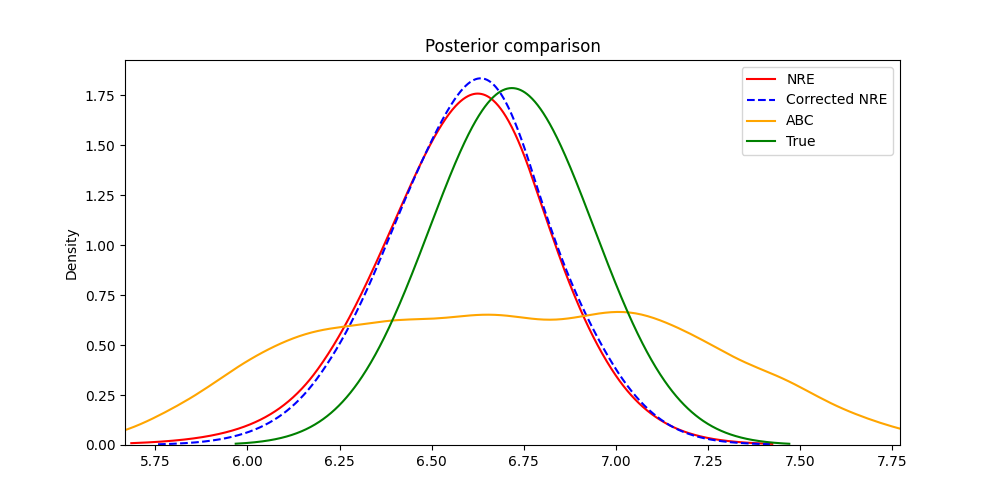 Posterior comparison
NRE
Corrected NRE
ABC
True
Density
1.75
1.50
1.25
1.00
0.75
0.50
0.25
0.00
5.75 6.00 6.25 6.50 6.75 7.00 7.25 7.50 7.75